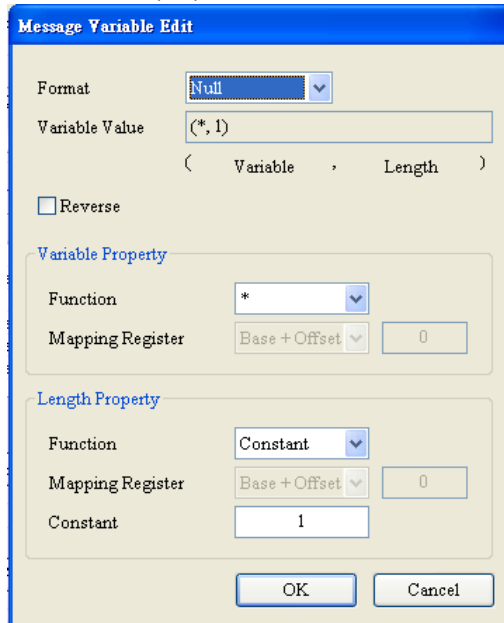 Message Variable Edit
Format Null
Variable Value (*, 1)
( Variable , Length )
Reverse
Variable Property
Function *
Mapping Register Base + Offset 0
Length Property
Function Constant
Mapping Register Base + Offset 0
Constant 1
OK Cancel